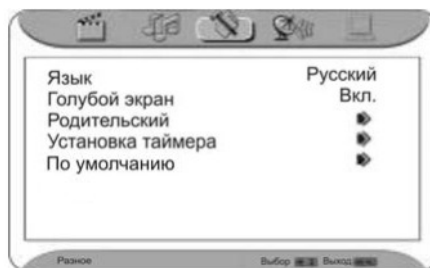 Язык Русский
Голубой экран Вкл.
Родительский
Установка таймера
По умолчанию
Разное Выбор Выход